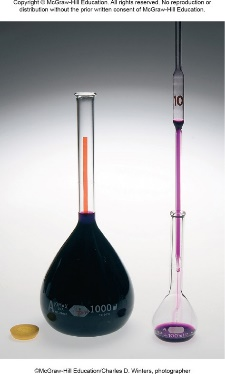 Copyright © McGraw-Hill Education. All rights reserved. No reproduction or
distribution without the prior written consent of McGraw-Hill Education.
10
1000 ml
©McGraw-Hill Education/Charles D. Winters, photographer